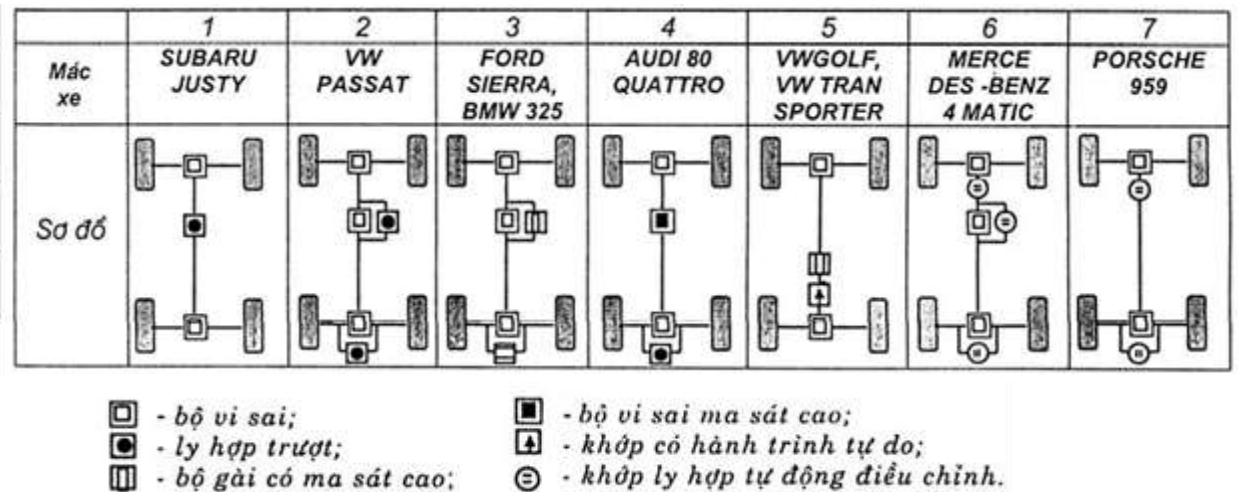 1 2 3 4 5 6 7
Mác xe
SUBARU JUSTY
VW PASSAT
FORD SIERRA, BMW 325
AUDI 80 QUATTRO
VWGOLF, VW TRAN SPORTER
MERCE DES -BENZ 4 MATIC
PORSCHE 959
Sơ đồ
- bộ vi sai;
- ly hợp trượt;
- bộ gài có ma sát cao;
- bộ vi sai ma sát cao;
- khớp có hành trình tự do;
- khớp ly hợp tự động điều chỉnh.